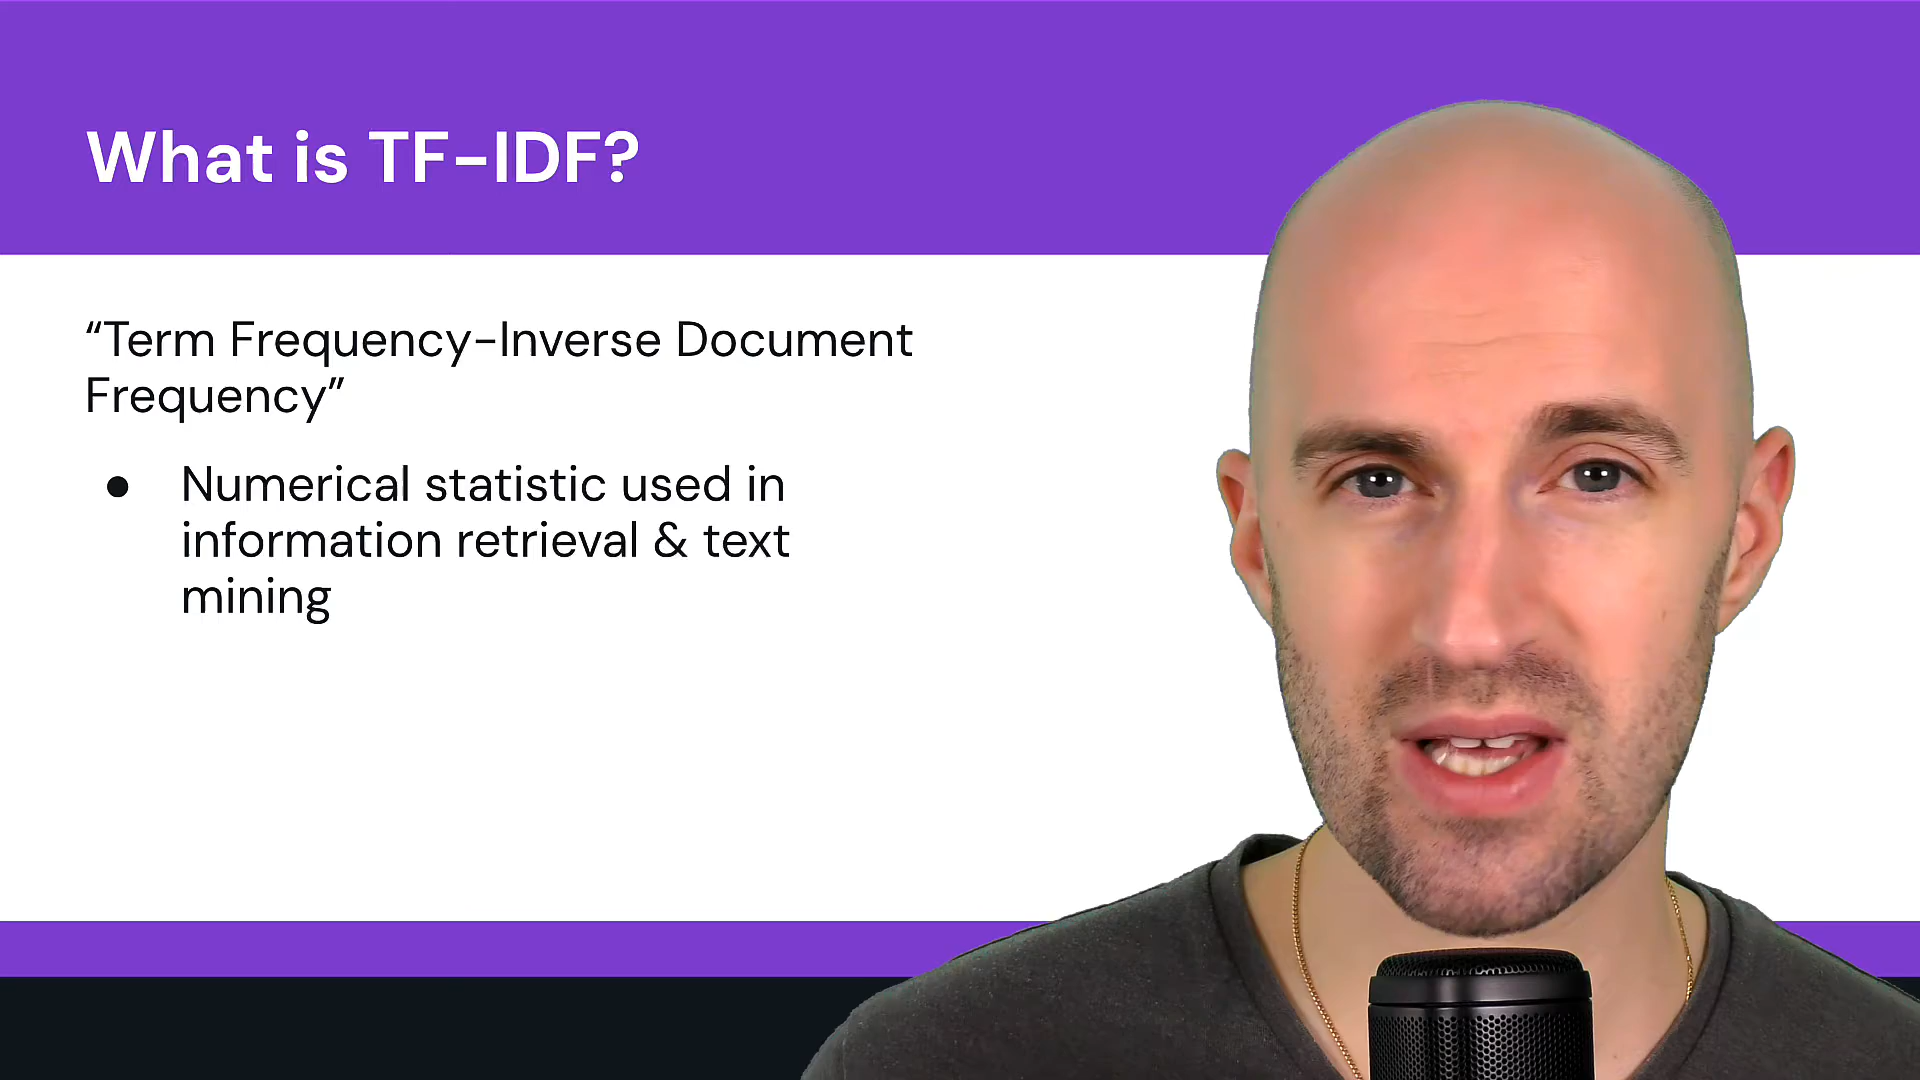 What is TF-IDF?
“Term Frequency-Inverse Document
Frequency”
● Numerical statistic used in
information retrieval & text
mining